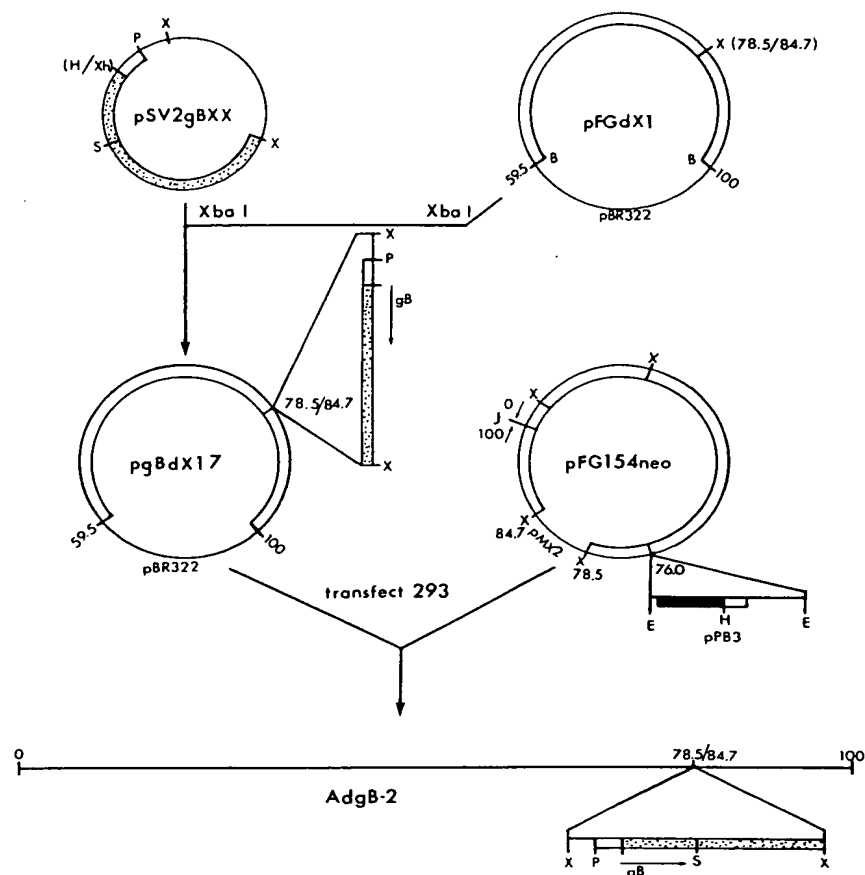 X
P
(H/Xh)
pSV2gBXX
S
X
X (78.5/84.7)
pFGdX1
B
B
59.5
100
pBR322
Xba I
Xba I
X
P
gB
X
78.5/84.7
pgBdX17
59.5
100
pBR322
X
X
0
J
100
pFG154neo
X
84.7
pMX2
X
78.5
76.0
E
H
E
pPB3
transfect 293
0
78.5/84.7
100
AdgB-2
X
P
S
X
gB